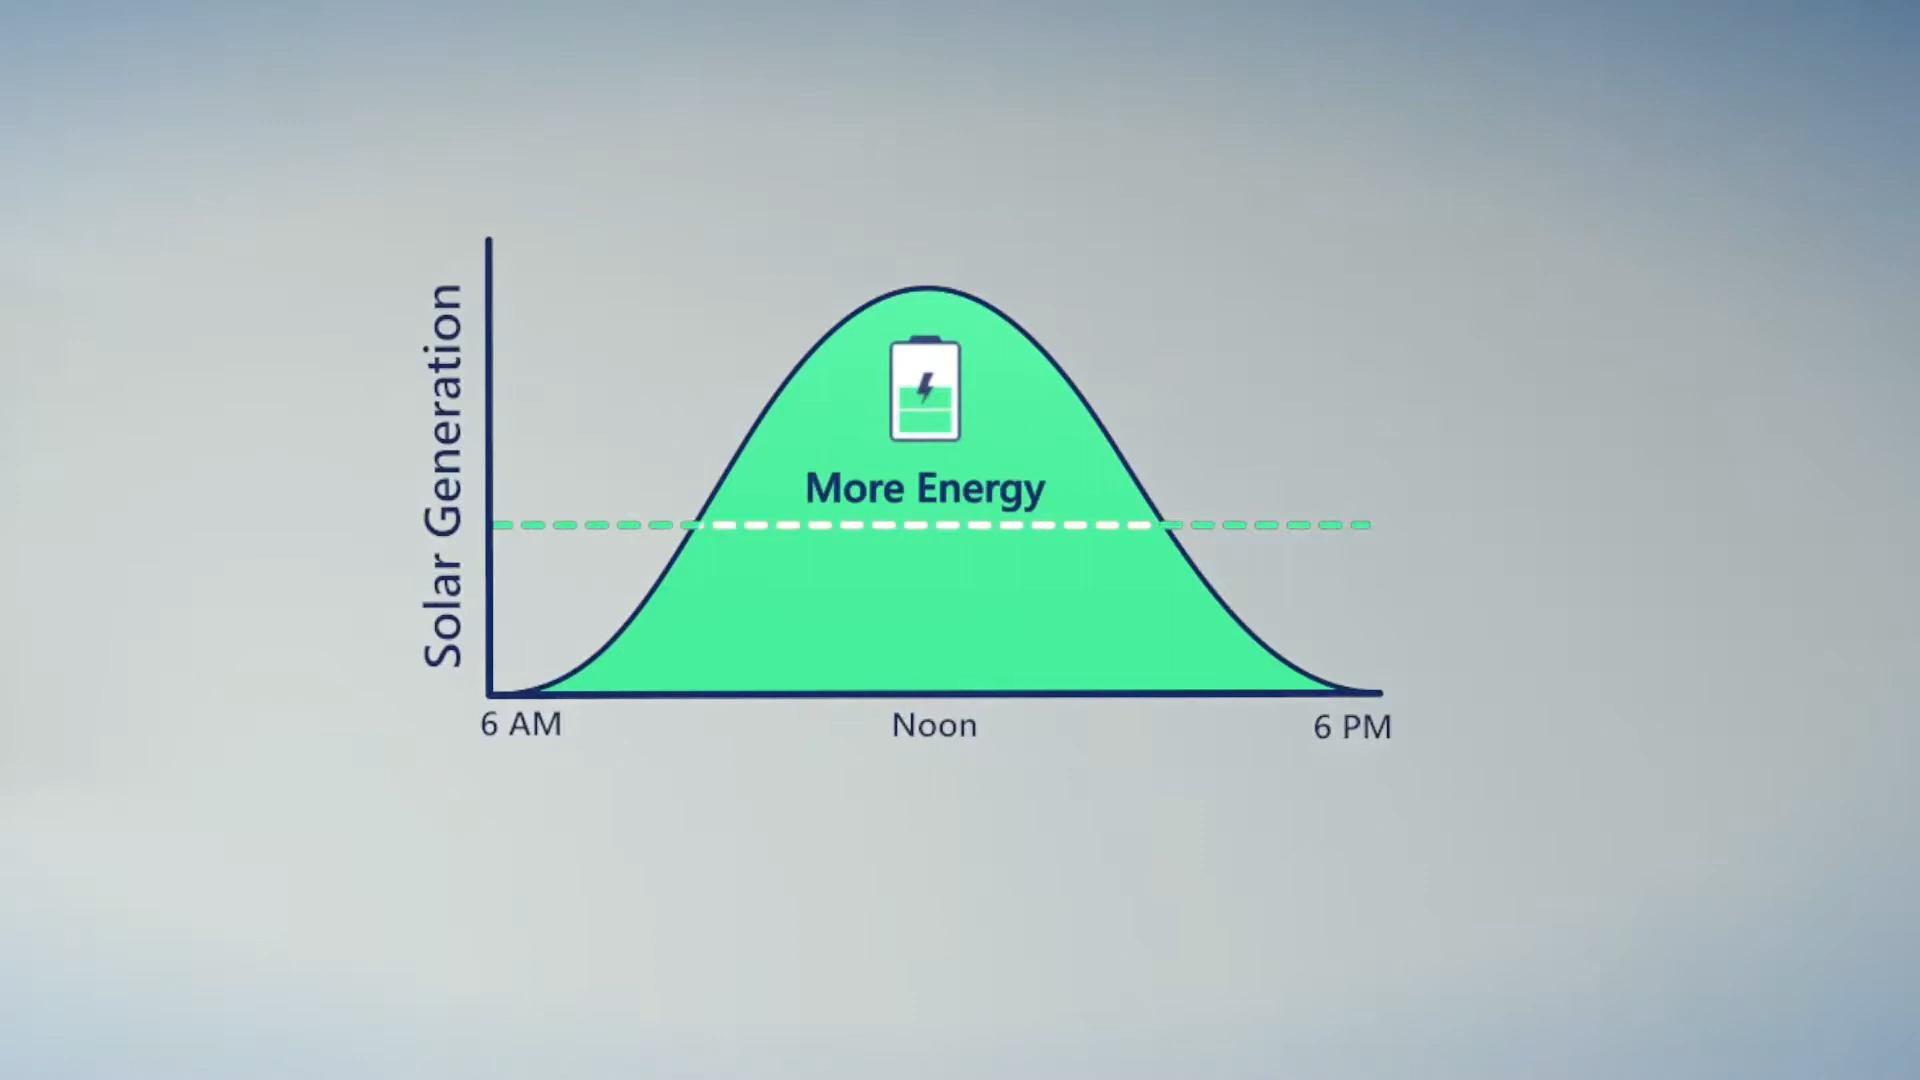 Solar Generation
More Energy
6 AM
Noon
6 PM